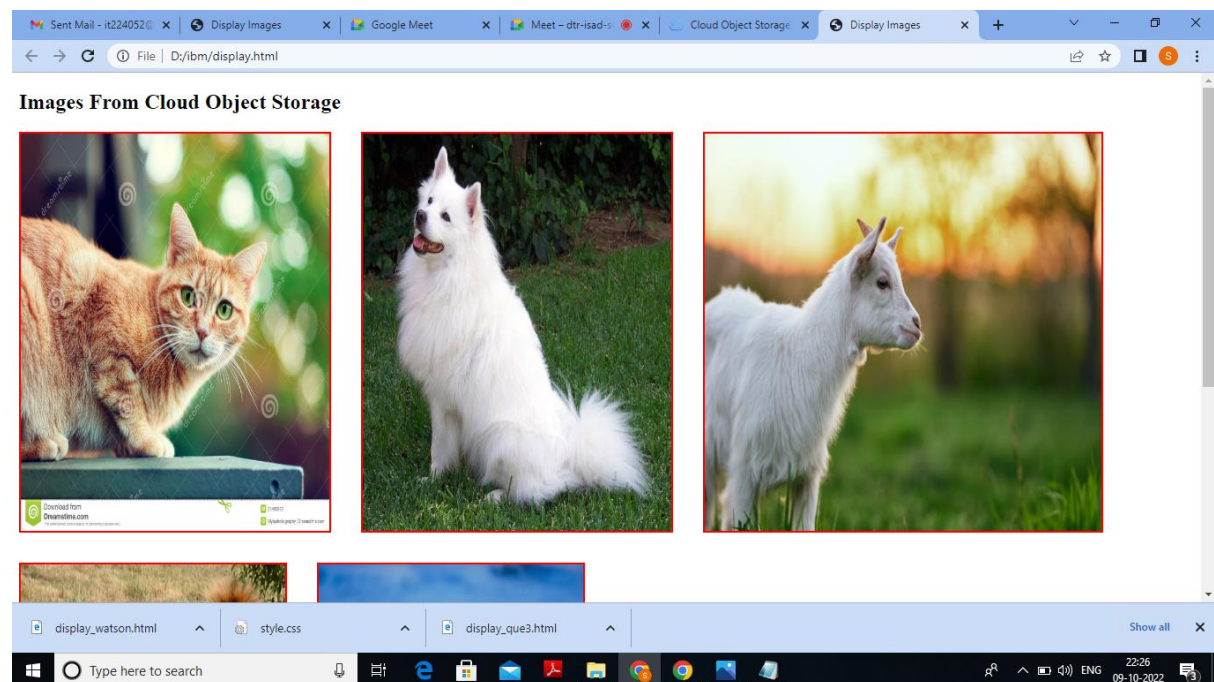 Sent Mail - it224052@
Display Images
Google Meet
Meet – dtr-isad-s
Cloud Object Storage
Display Images
File
D:/ibm/display.html
S
Images From Cloud Object Storage
dreamstime
Download from
Dreamstime.com
display_watson.html
style.css
display_que3.html
Show all
Type here to search
ENG
22:26
09-10-2022
3